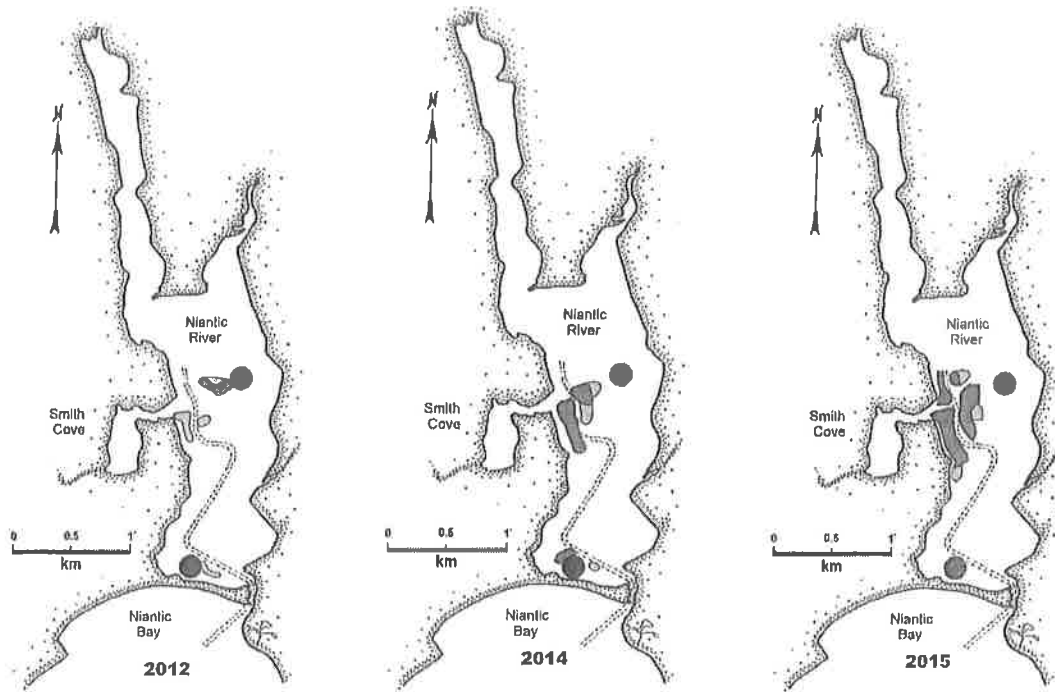 N
Niantic
River
Smith
Cove
0 0.5 1
km
Niantic
Bay
2012
N
Niantic
River
Smith
Cove
0 0.5 1
km
Niantic
Bay
2014
N
Niantic
River
Smith
Cove
0 0.5 1
km
Niantic
Bay
2015